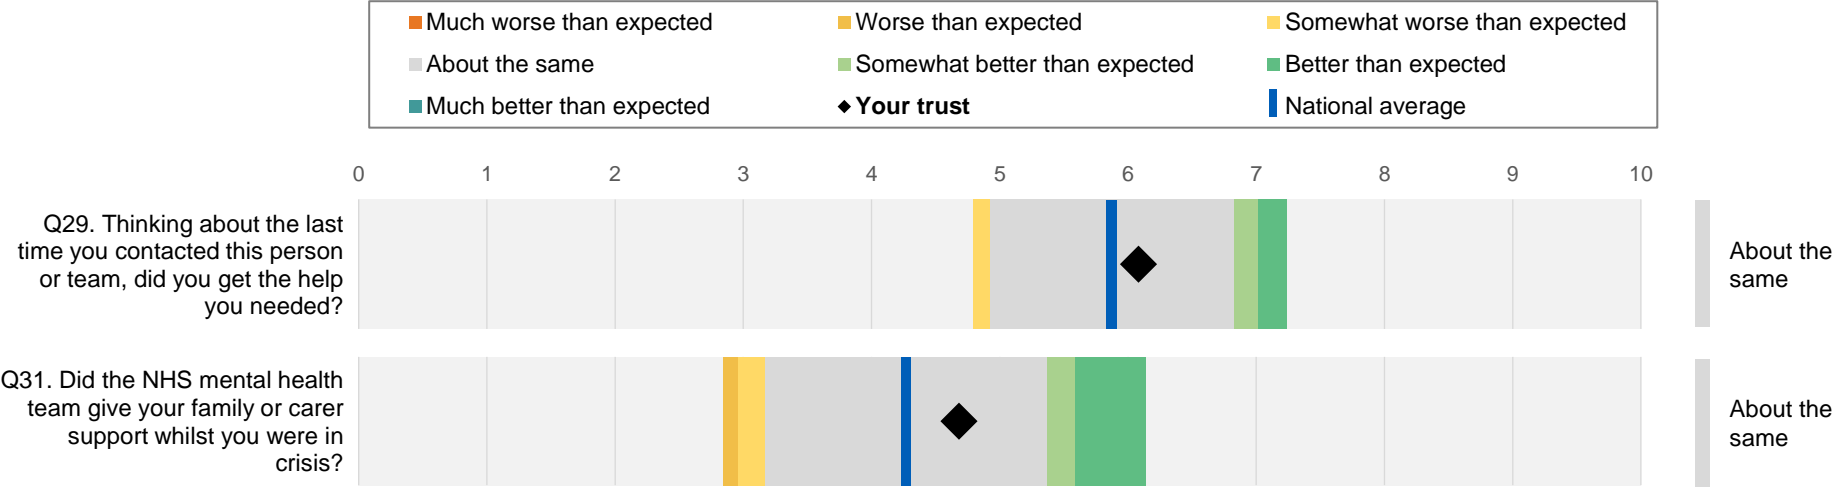 Much worse than expected
Worse than expected
Somewhat worse than expected
About the same
Somewhat better than expected
Better than expected
Much better than expected
Your trust
National average
0 1 2 3 4 5 6 7 8 9 10
Q29. Thinking about the last
time you contacted this person
or team, did you get the help
you needed?
About the
same
Q31. Did the NHS mental health
team give your family or carer
support whilst you were in
crisis?
About the
same